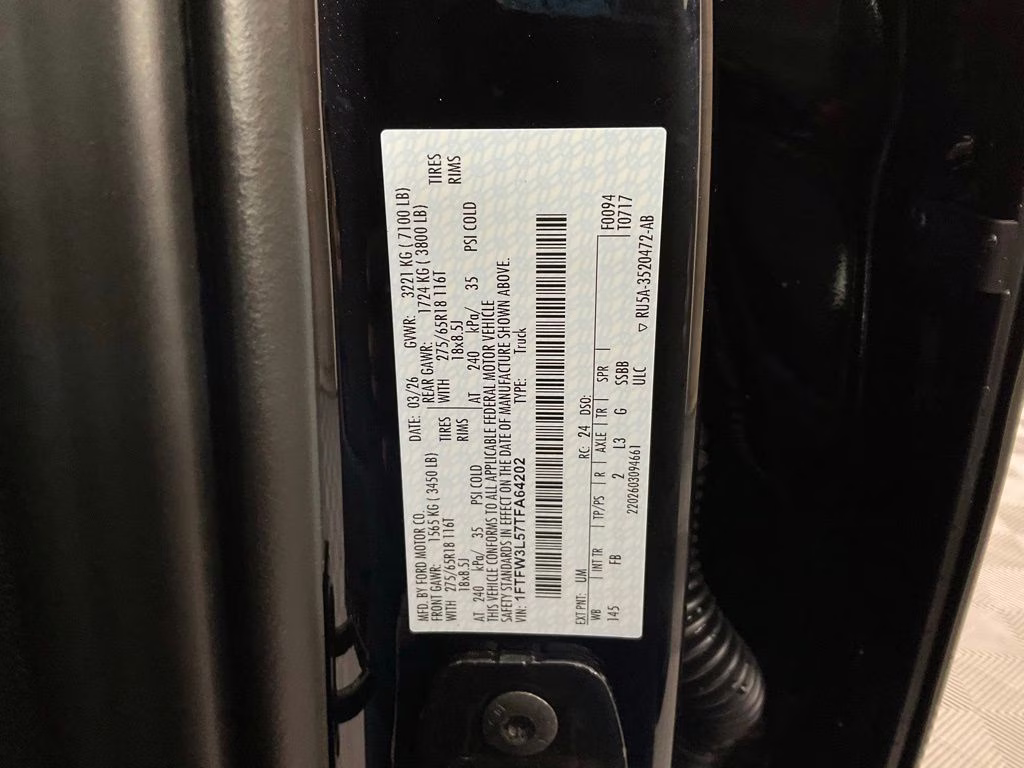 MFD. BY FORD MOTOR CO. DATE: 03/26 GVWR: 3221 KG ( 7100 LB)
FRONT GAWR: 1565 KG ( 3450 LB) REAR GAWR: 1724 KG ( 3800 LB)
WITH 275/65R18 116T TIRES WITH 275/65R18 116T TIRES
18x8.5J RIMS 18x8.5J RIMS
AT 240 kPa/ 35 PSI COLD AT 240 kPa/ 35 PSI COLD
THIS VEHICLE CONFORMS TO ALL APPLICABLE FEDERAL MOTOR VEHICLE
SAFETY STANDARDS IN EFFECT ON THE DATE OF MANUFACTURE SHOWN ABOVE.
VIN: 1FTFW3L57TFA64202 TYPE: Truck
EXT PNT: UM RC: 24 DSO: F0094
WB INT TR TP/PS R AXLE TR SPR T0717
145 FB 2 L3 G SSBB
ULC ▽ RU5A-3520472-AB
2202603094661